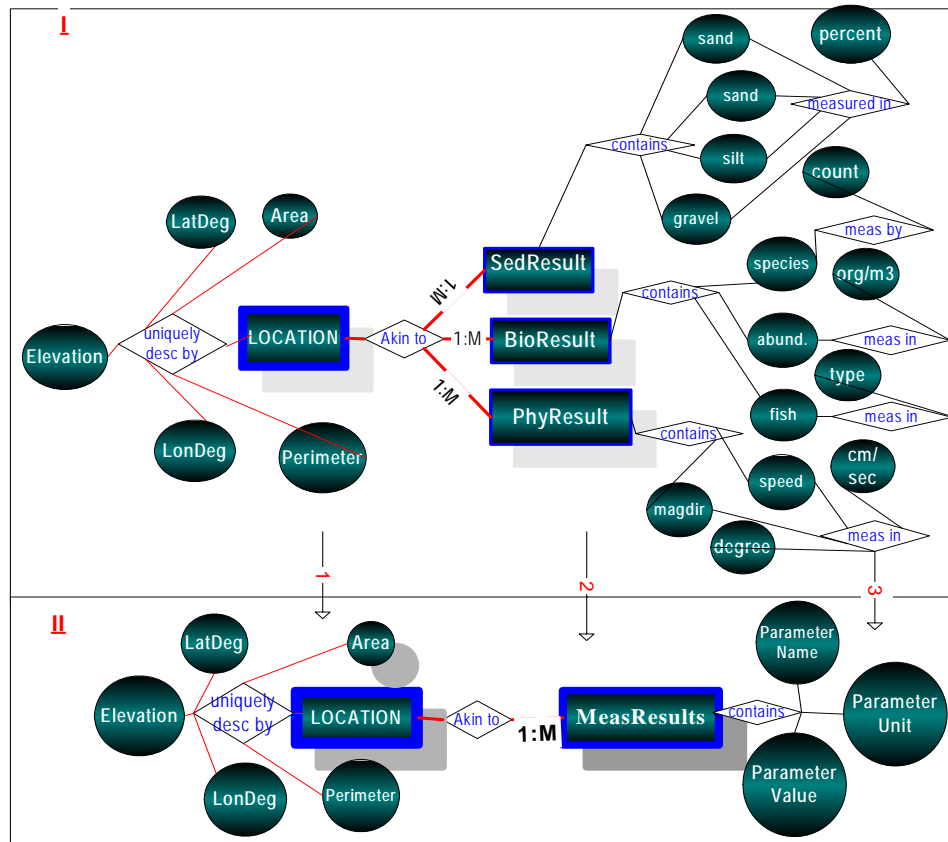 I
sand
percent
sand
measured in
contains
silt
count
gravel
LatDeg
Area
meas by
SedResult
species
org/m3
1:M
contains
uniquely
desc by
LOCATION
Akin to
1:M
BioResult
abund.
meas in
Elevation
type
1:M
PhyResult
fish
meas in
contains
LonDeg
Perimeter
speed
cm/
sec
magdir
meas in
degree
1
2
3
II
LatDeg
Area
Parameter
Name
uniquely
desc by
Elevation
LOCATION
Akin to
1:M
MeasResults
contains
Parameter
Unit
LonDeg
Perimeter
Parameter
Value